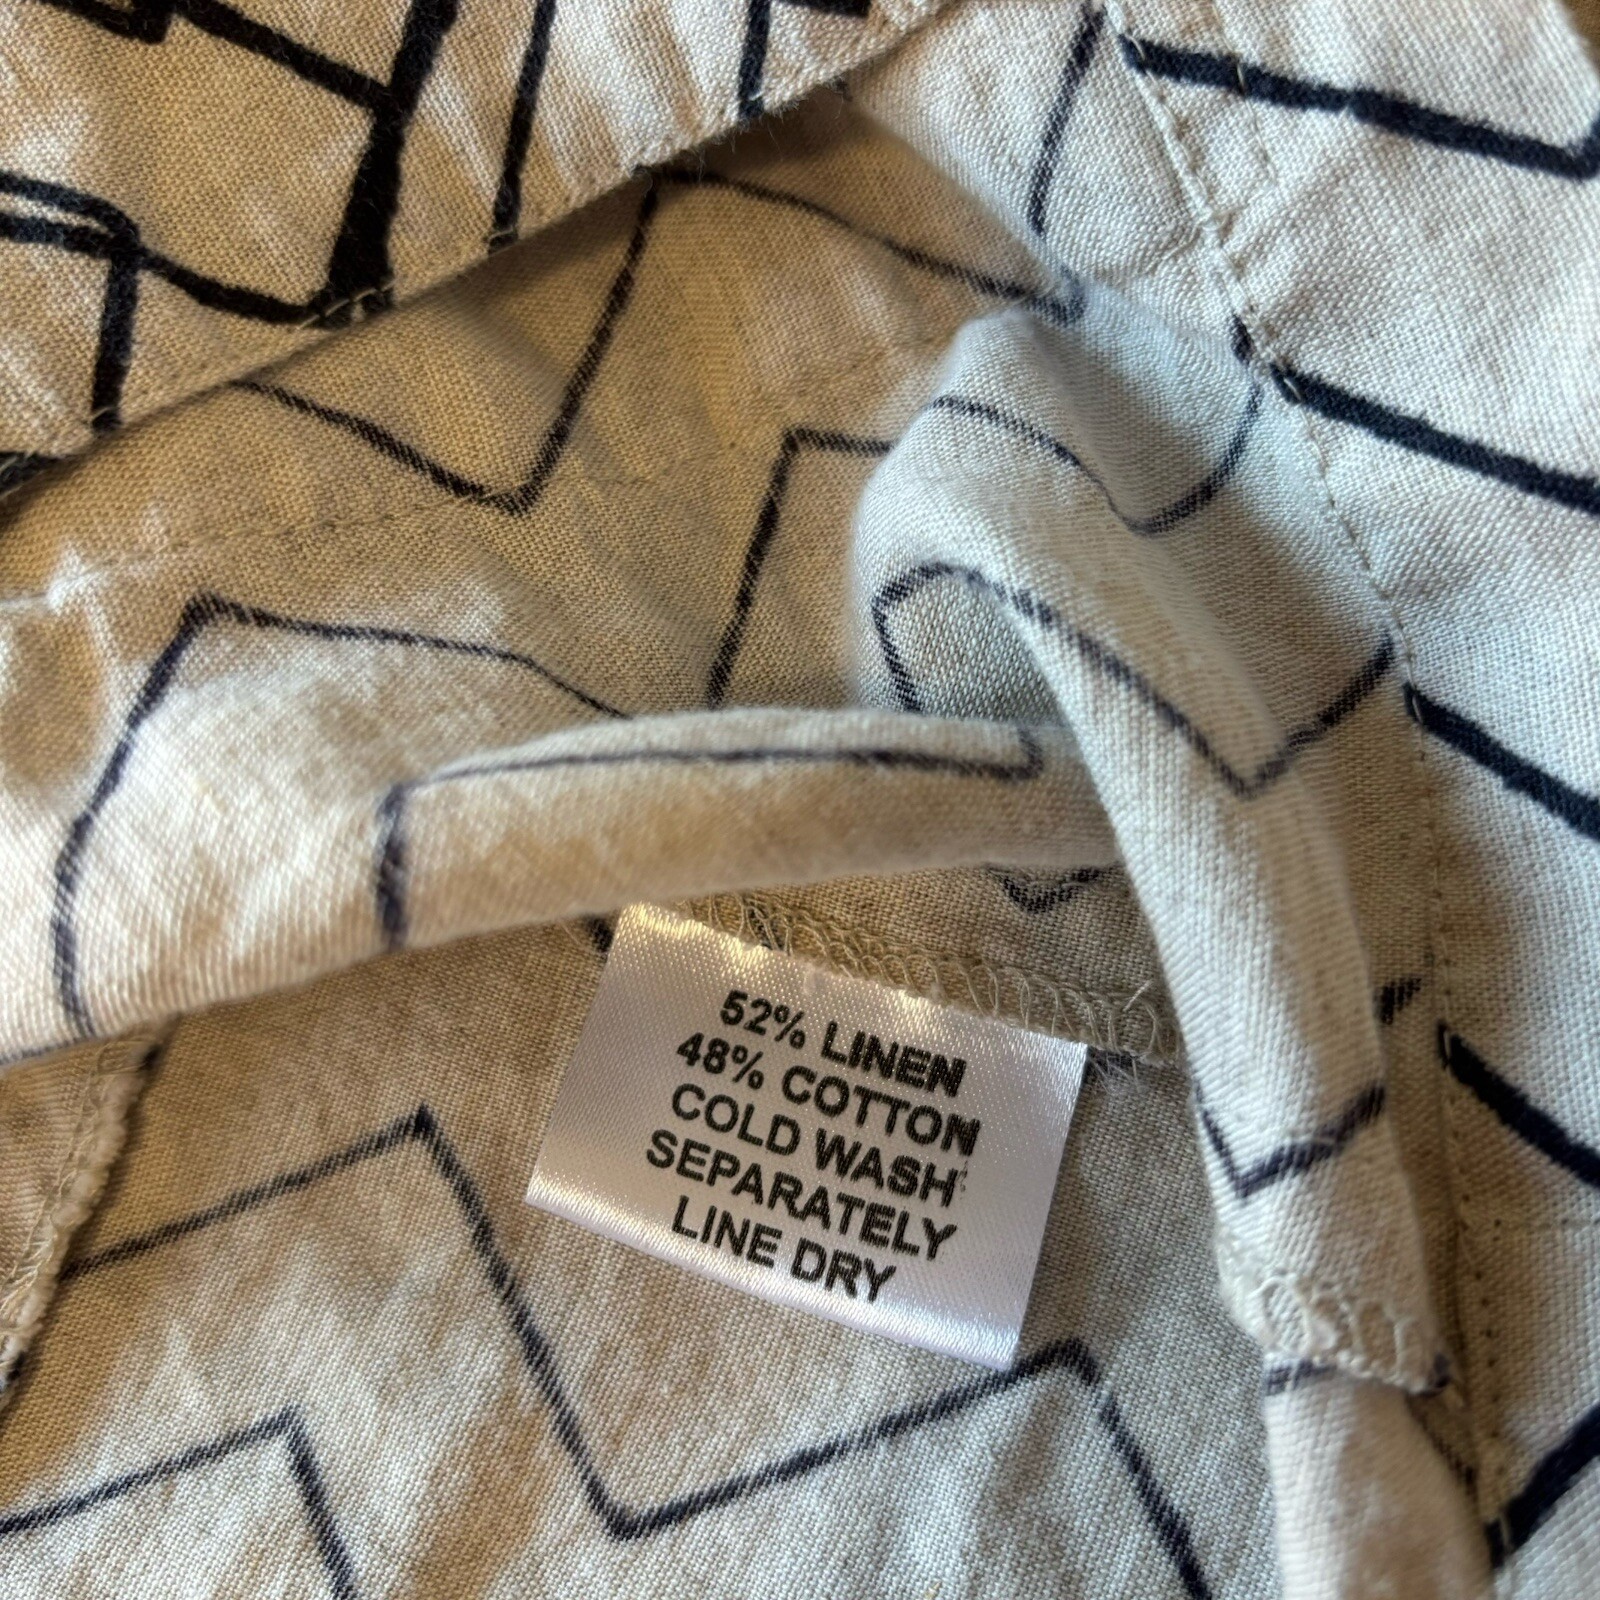 52% LINEN
48% COTTON
COLD WASH
SEPARATELY
LINE DRY